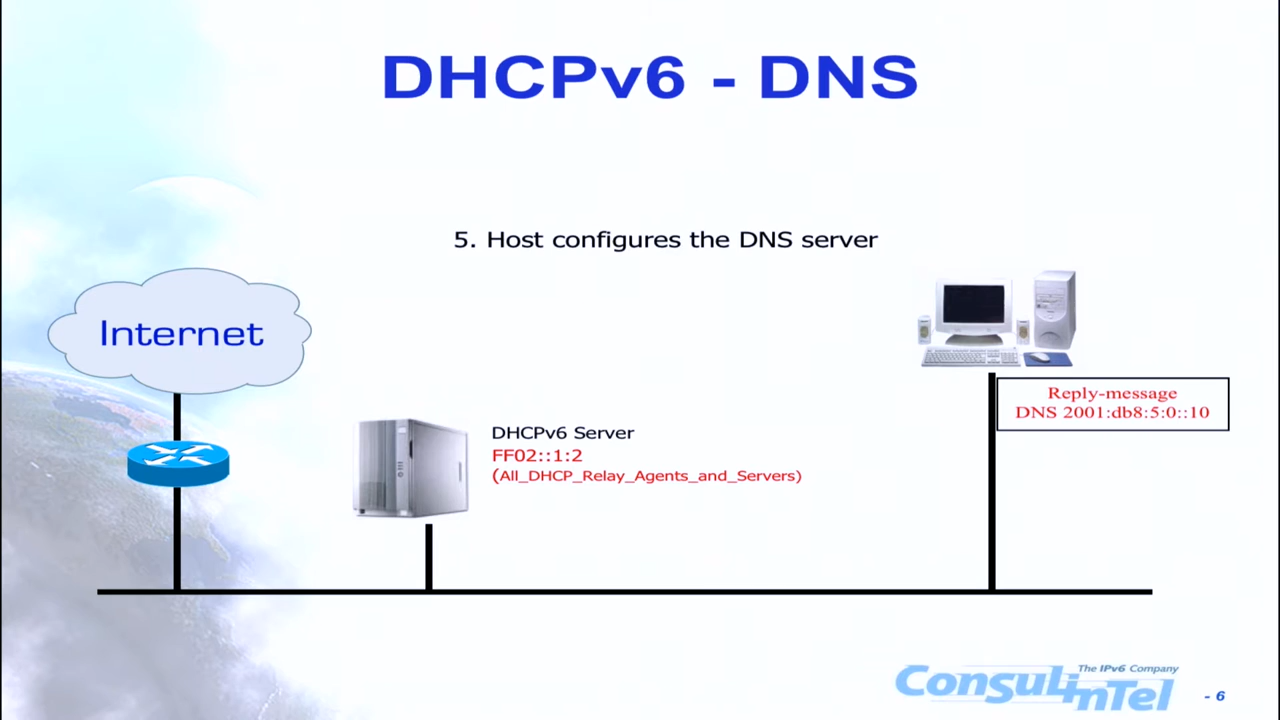 DHCPv6 - DNS
5. Host configures the DNS server
Internet
Reply-message
DNS 2001:db8:5:0::10
DHCPv6 Server
FF02::1:2
(All_DHCP_Relay_Agents_and_Servers)
The IPv6 Company
ConsulinTel
- 6